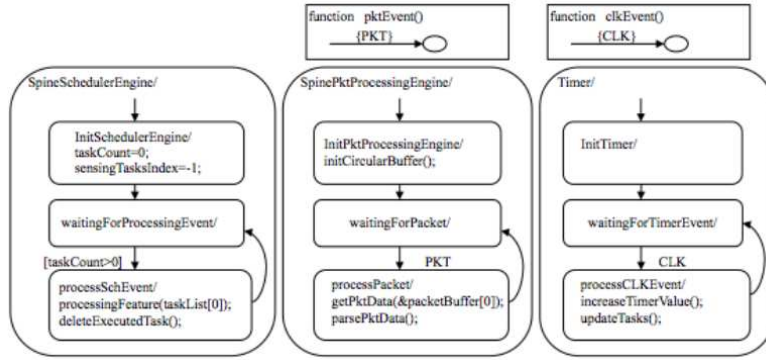 function pktEvent()
{PKT}
function clkEvent()
{CLK}
SpineSchedulerEngine/
InitSchedulerEngine/
taskCount=0;
sensingTasksIndex=-1;
waitingForProcessingEvent/
[taskCount>0]
processSchEvent/
processingFeature(taskList[0]);
deleteExecutedTask();
SpinePktProcessingEngine/
InitPktProcessingEngine/
initCircularBuffer();
waitingForPacket/
PKT
processPacket/
getPktData(&packetBuffer[0]);
parsePktData();
Timer/
InitTimer/
waitingForTimerEvent/
CLK
processCLKEvent/
increaseTimerValue();
updateTasks();